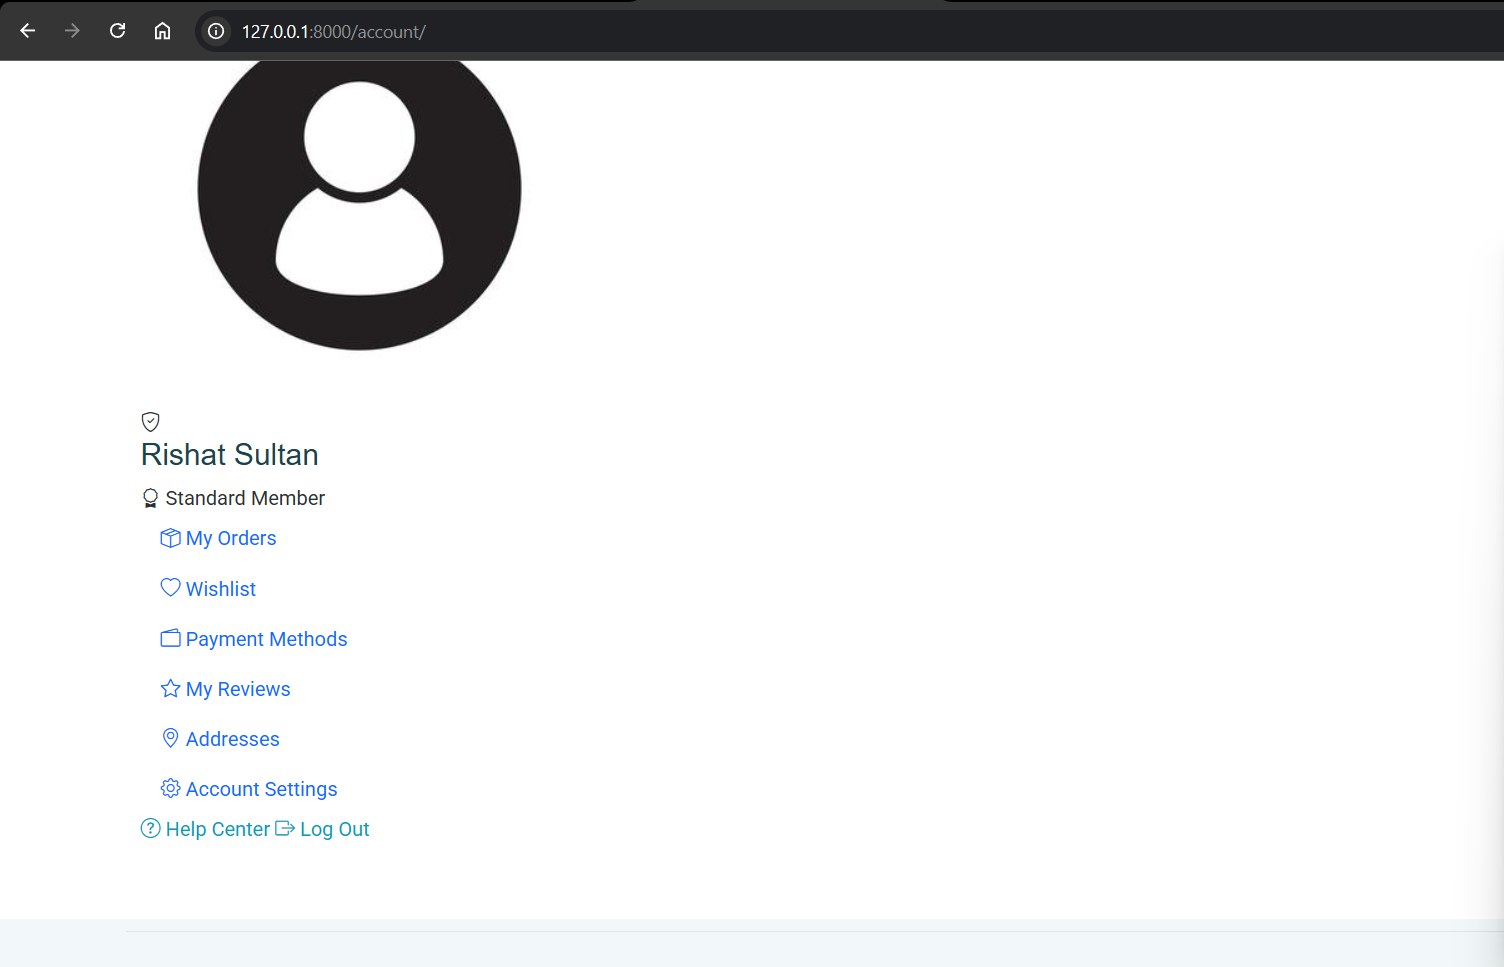 127.0.0.1:8000/account/
Rishat Sultan
Standard Member
My Orders
Wishlist
Payment Methods
My Reviews
Addresses
Account Settings
Help Center Log Out